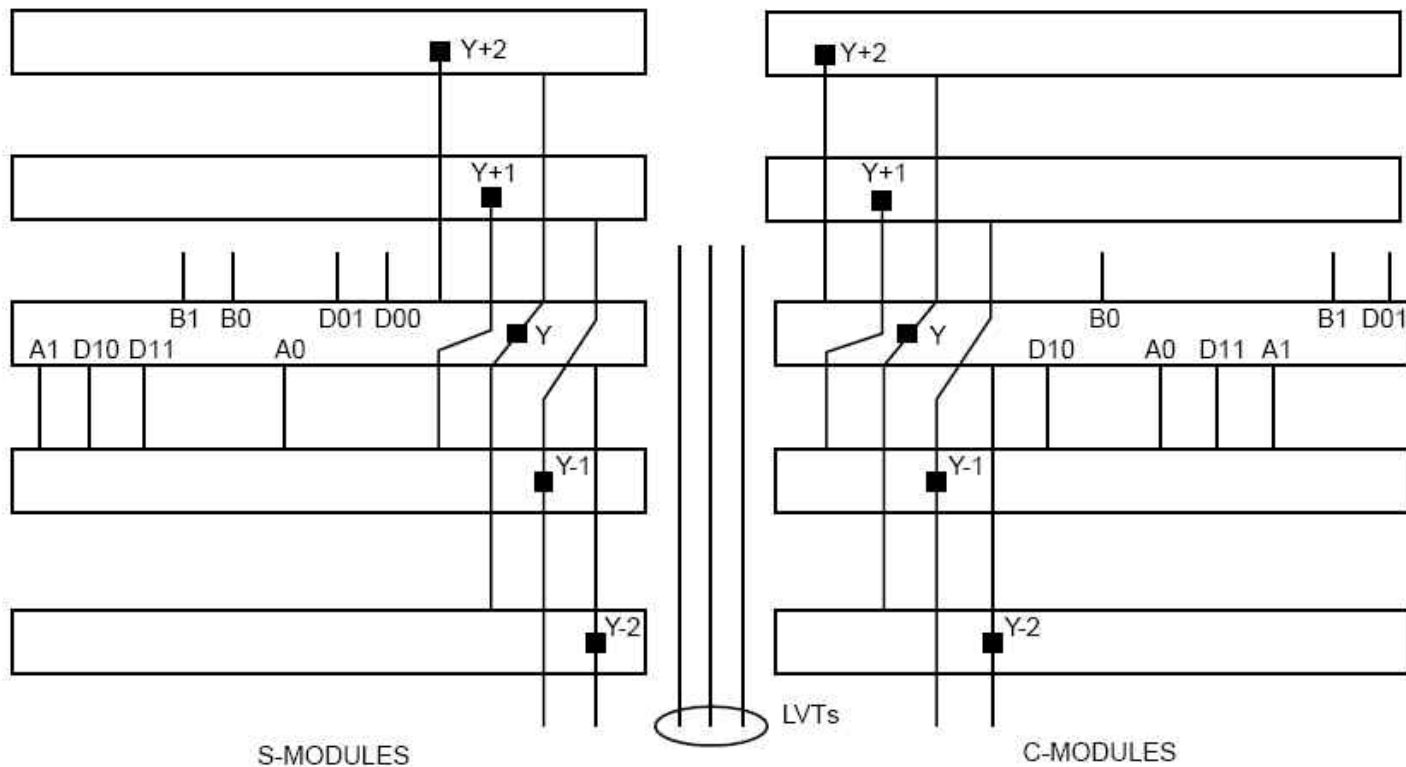 Y+2 Y+2
Y+1 Y+1
B1 B0 D01 D00 B0 B1 D01
Y Y
A1 D10 D11 A0 D10 A0 D11 A1
Y-1 Y-1
Y-2 Y-2
LVTs
S-MODULES C-MODULES